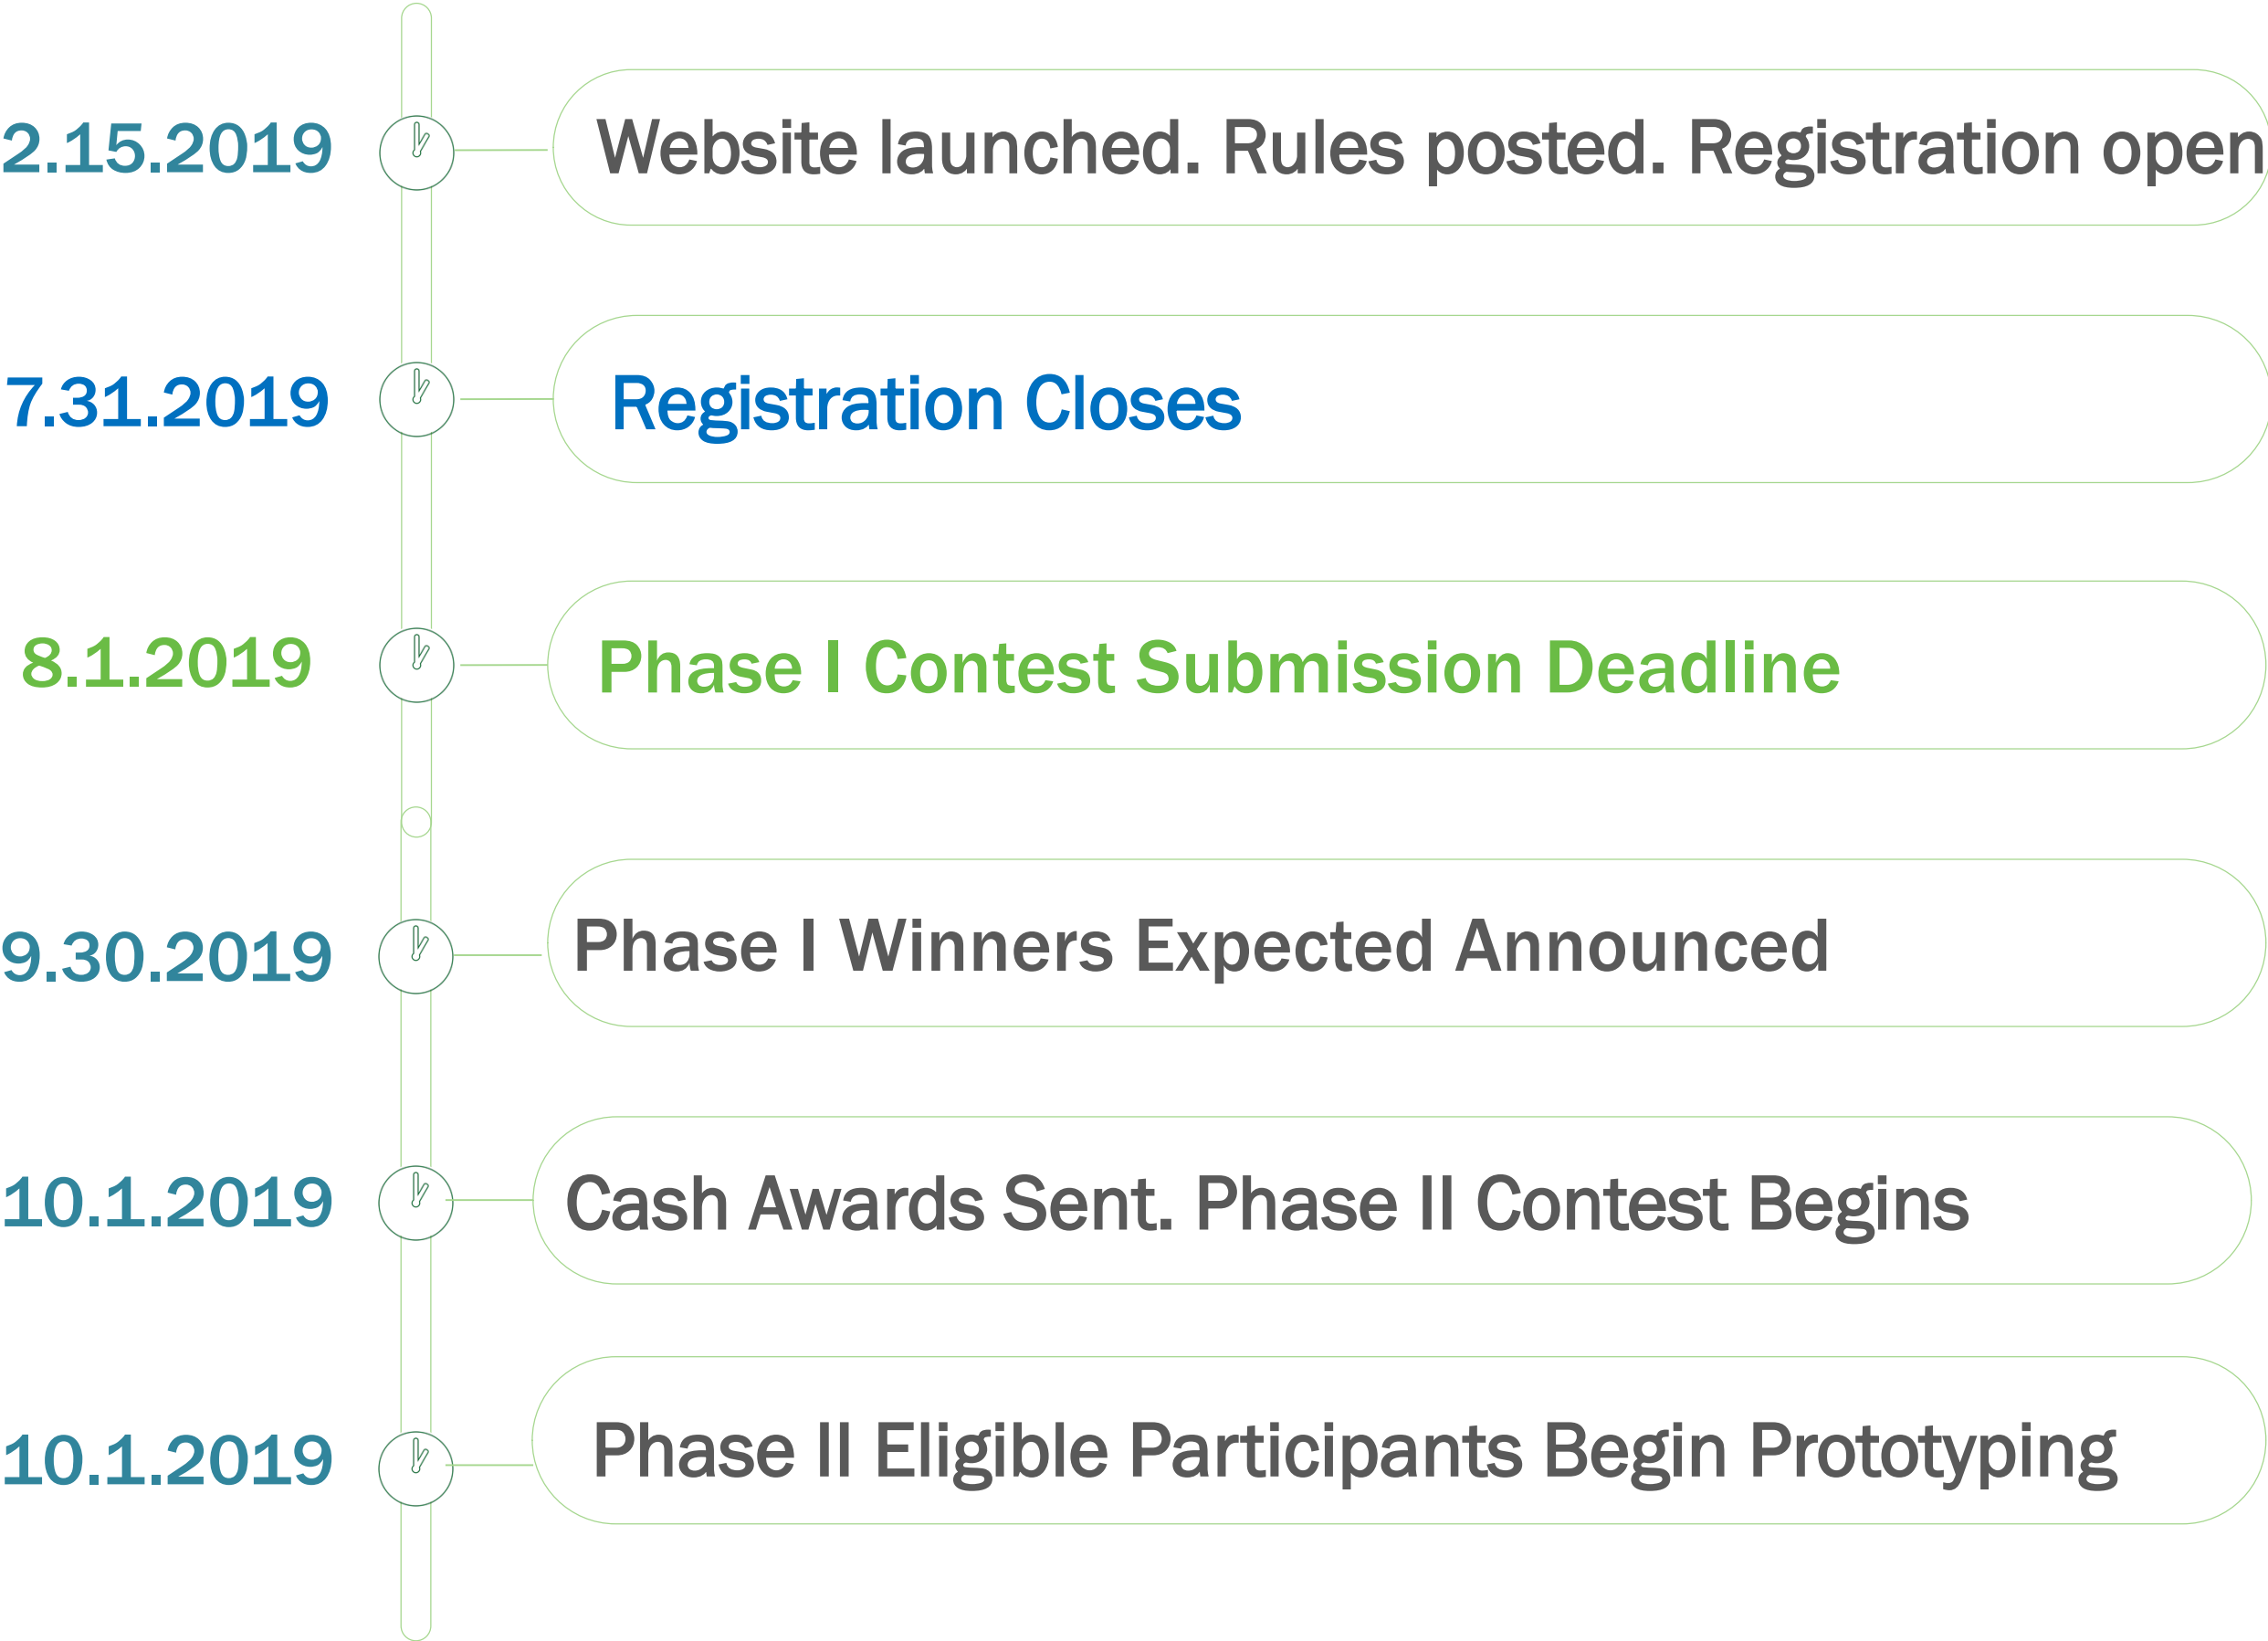 2.15.2019
Website launched. Rules posted. Registration open
7.31.2019
Registration Closes
8.1.2019
Phase I Contest Submission Deadline
9.30.2019
Phase I Winners Expected Announced
10.1.2019
Cash Awards Sent. Phase II Contest Begins
10.1.2019
Phase II Eligible Participants Begin Prototyping